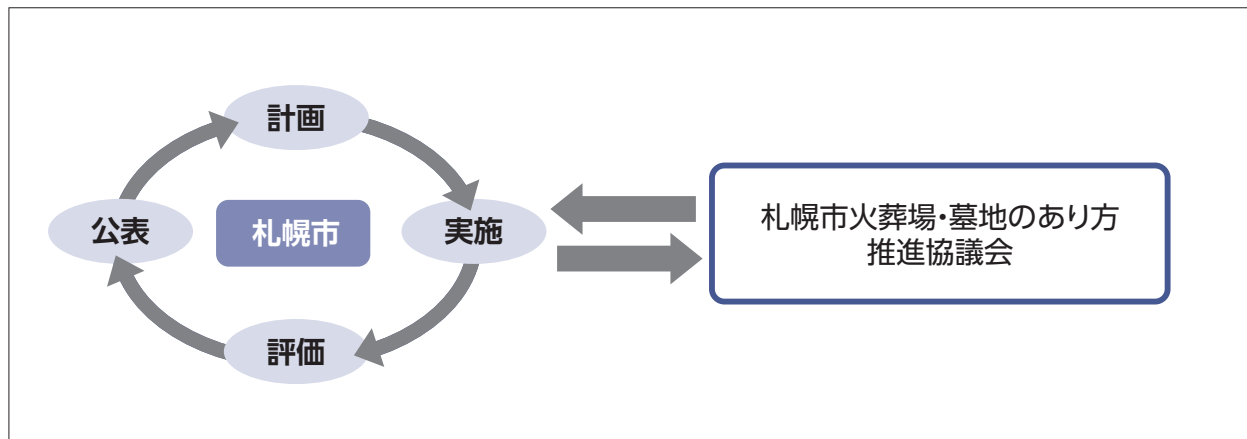 計画
公表
札幌市
実施
評価
札幌市火葬場・墓地のあり方
推進協議会